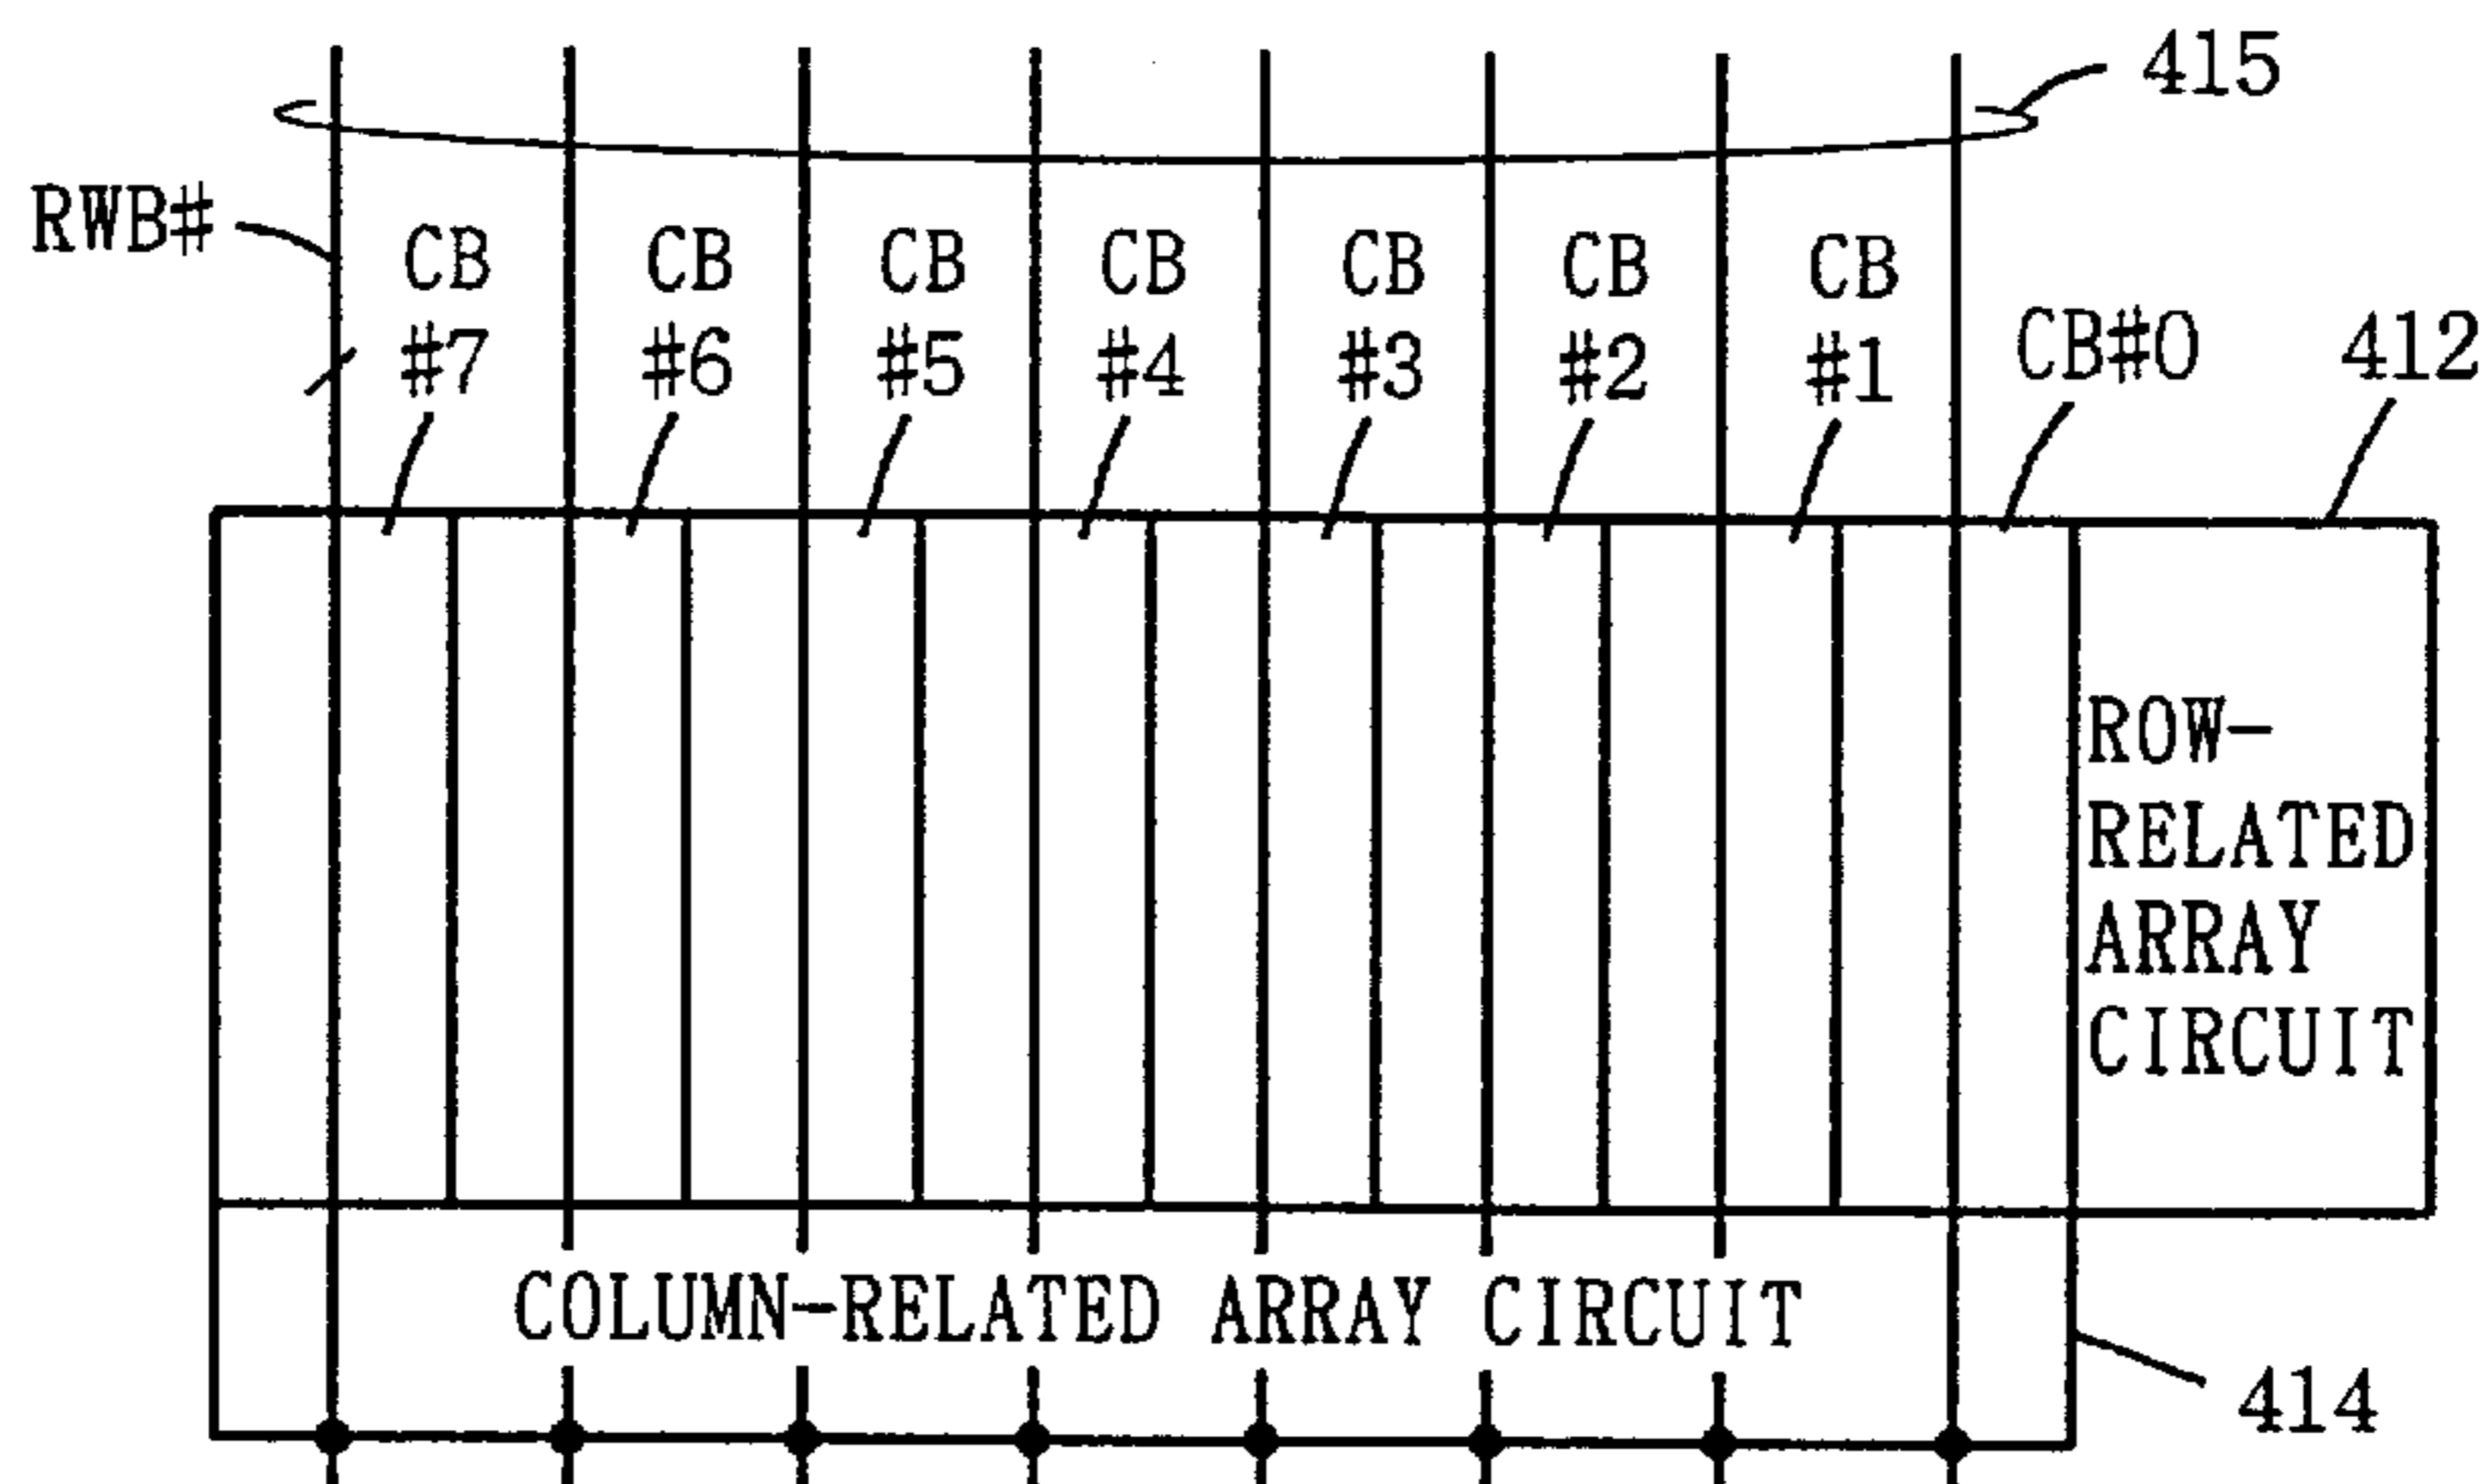 415
RWB#
CB
#7
CB
#6
CB
#5
CB
#4
CB
#3
CB
#2
CB
#1
CB#0
412
ROW-
RELATED
ARRAY
CIRCUIT
COLUMN-RELATED ARRAY CIRCUIT
414